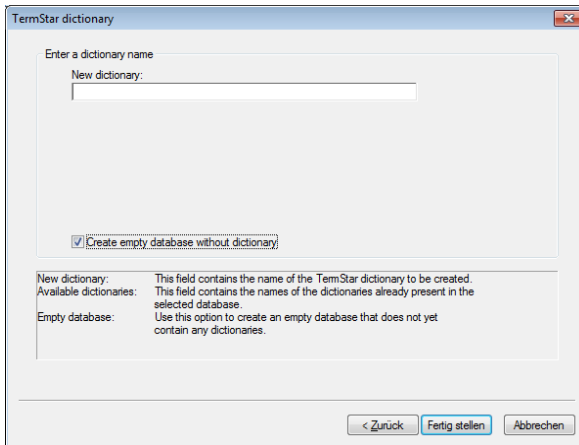 TermStar dictionary
Enter a dictionary name
New dictionary:
Create empty database without dictionary
New dictionary: This field contains the name of the TermStar dictionary to be created.
Available dictionaries: This field contains the names of the dictionaries already present in the
selected database.
Empty database: Use this option to create an empty database that does not yet
contain any dictionaries.
< Zurück Fertig stellen Abbrechen